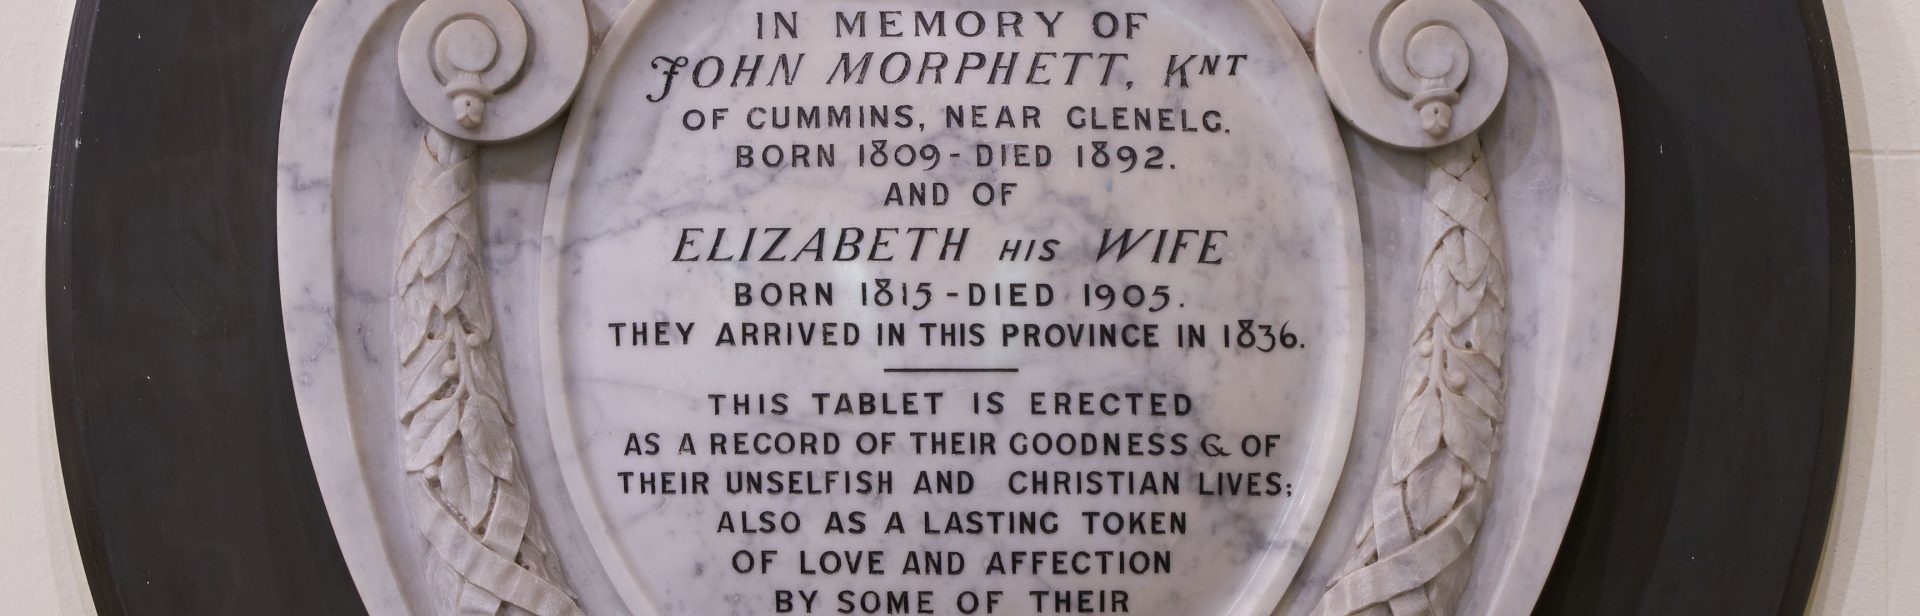 IN MEMORY OF
JOHN MORPHETT, KNT
OF CUMMINS, NEAR GLENELG.
BORN 1809 - DIED 1892.
AND OF
ELIZABETH HIS WIFE
BORN 1815 - DIED 1905.
THEY ARRIVED IN THIS PROVINCE IN 1836.
THIS TABLET IS ERECTED
AS A RECORD OF THEIR GOODNESS & OF
THEIR UNSELFISH AND CHRISTIAN LIVES;
ALSO AS A LASTING TOKEN
OF LOVE AND AFFECTION
BY SOME OF THEIR